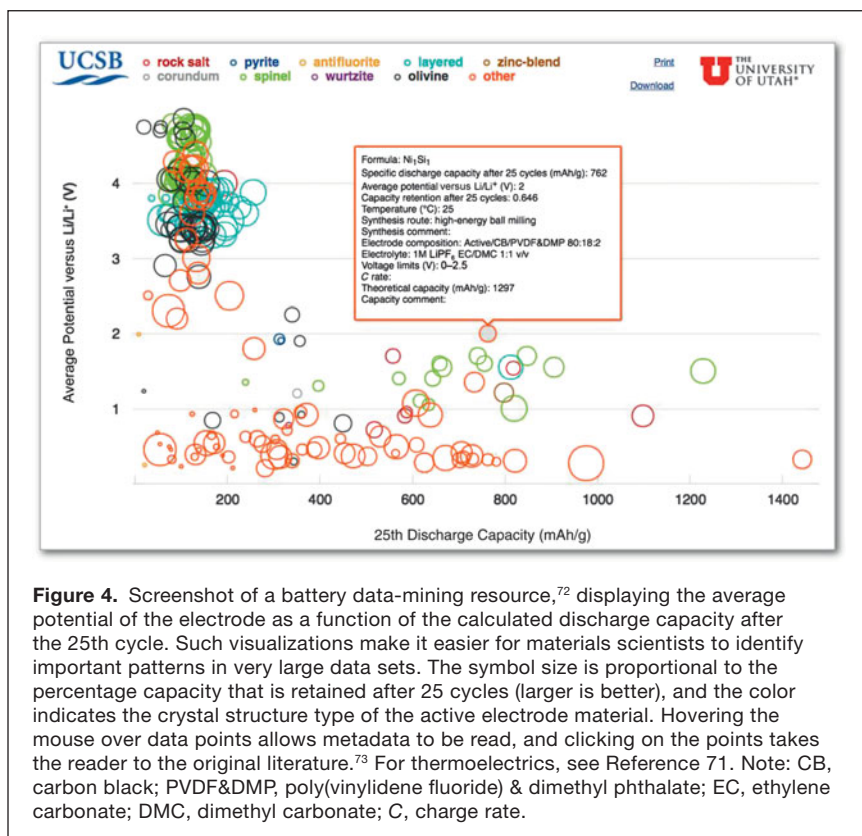 UCSB
rock salt pyrite antifluorite layered zinc-blend
corundum spinel wurtzite olivine other
Print
Download
THE
UNIVERSITY
OF UTAH®
Average Potential versus Li/Li⁺ (V)
4
3
2
1
Formula: Ni₁Si₁
Specific discharge capacity after 25 cycles (mAh/g): 762
Average potential versus Li/Li⁺ (V): 2
Capacity retention after 25 cycles: 0.646
Temperature (°C): 25
Synthesis route: high-energy ball milling
Synthesis comment:
Electrode composition: Active/CB/PVDF&DMP 80:18:2
Electrolyte: 1M LiPF₆ EC/DMC 1:1 v/v
Voltage limits (V): 0–2.5
C rate:
Theoretical capacity (mAh/g): 1297
Capacity comment:
200 400 600 800 1000 1200 1400
25th Discharge Capacity (mAh/g)
Figure 4. Screenshot of a battery data-mining resource,⁷² displaying the average
potential of the electrode as a function of the calculated discharge capacity after
the 25th cycle. Such visualizations make it easier for materials scientists to identify
important patterns in very large data sets. The symbol size is proportional to the
percentage capacity that is retained after 25 cycles (larger is better), and the color
indicates the crystal structure type of the active electrode material. Hovering the
mouse over data points allows metadata to be read, and clicking on the points takes
the reader to the original literature.⁷³ For thermoelectrics, see Reference 71. Note: CB,
carbon black; PVDF&DMP, poly(vinylidene fluoride) & dimethyl phthalate; EC, ethylene
carbonate; DMC, dimethyl carbonate; C, charge rate.